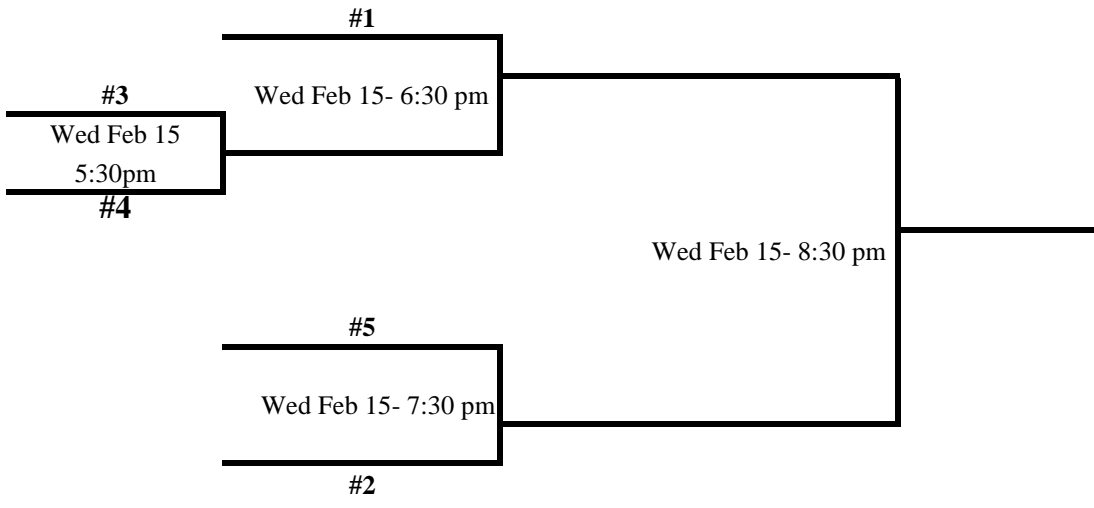 #1
Wed Feb 15- 6:30 pm
#3
Wed Feb 15
5:30pm
#4
Wed Feb 15- 8:30 pm
#5
Wed Feb 15- 7:30 pm
#2